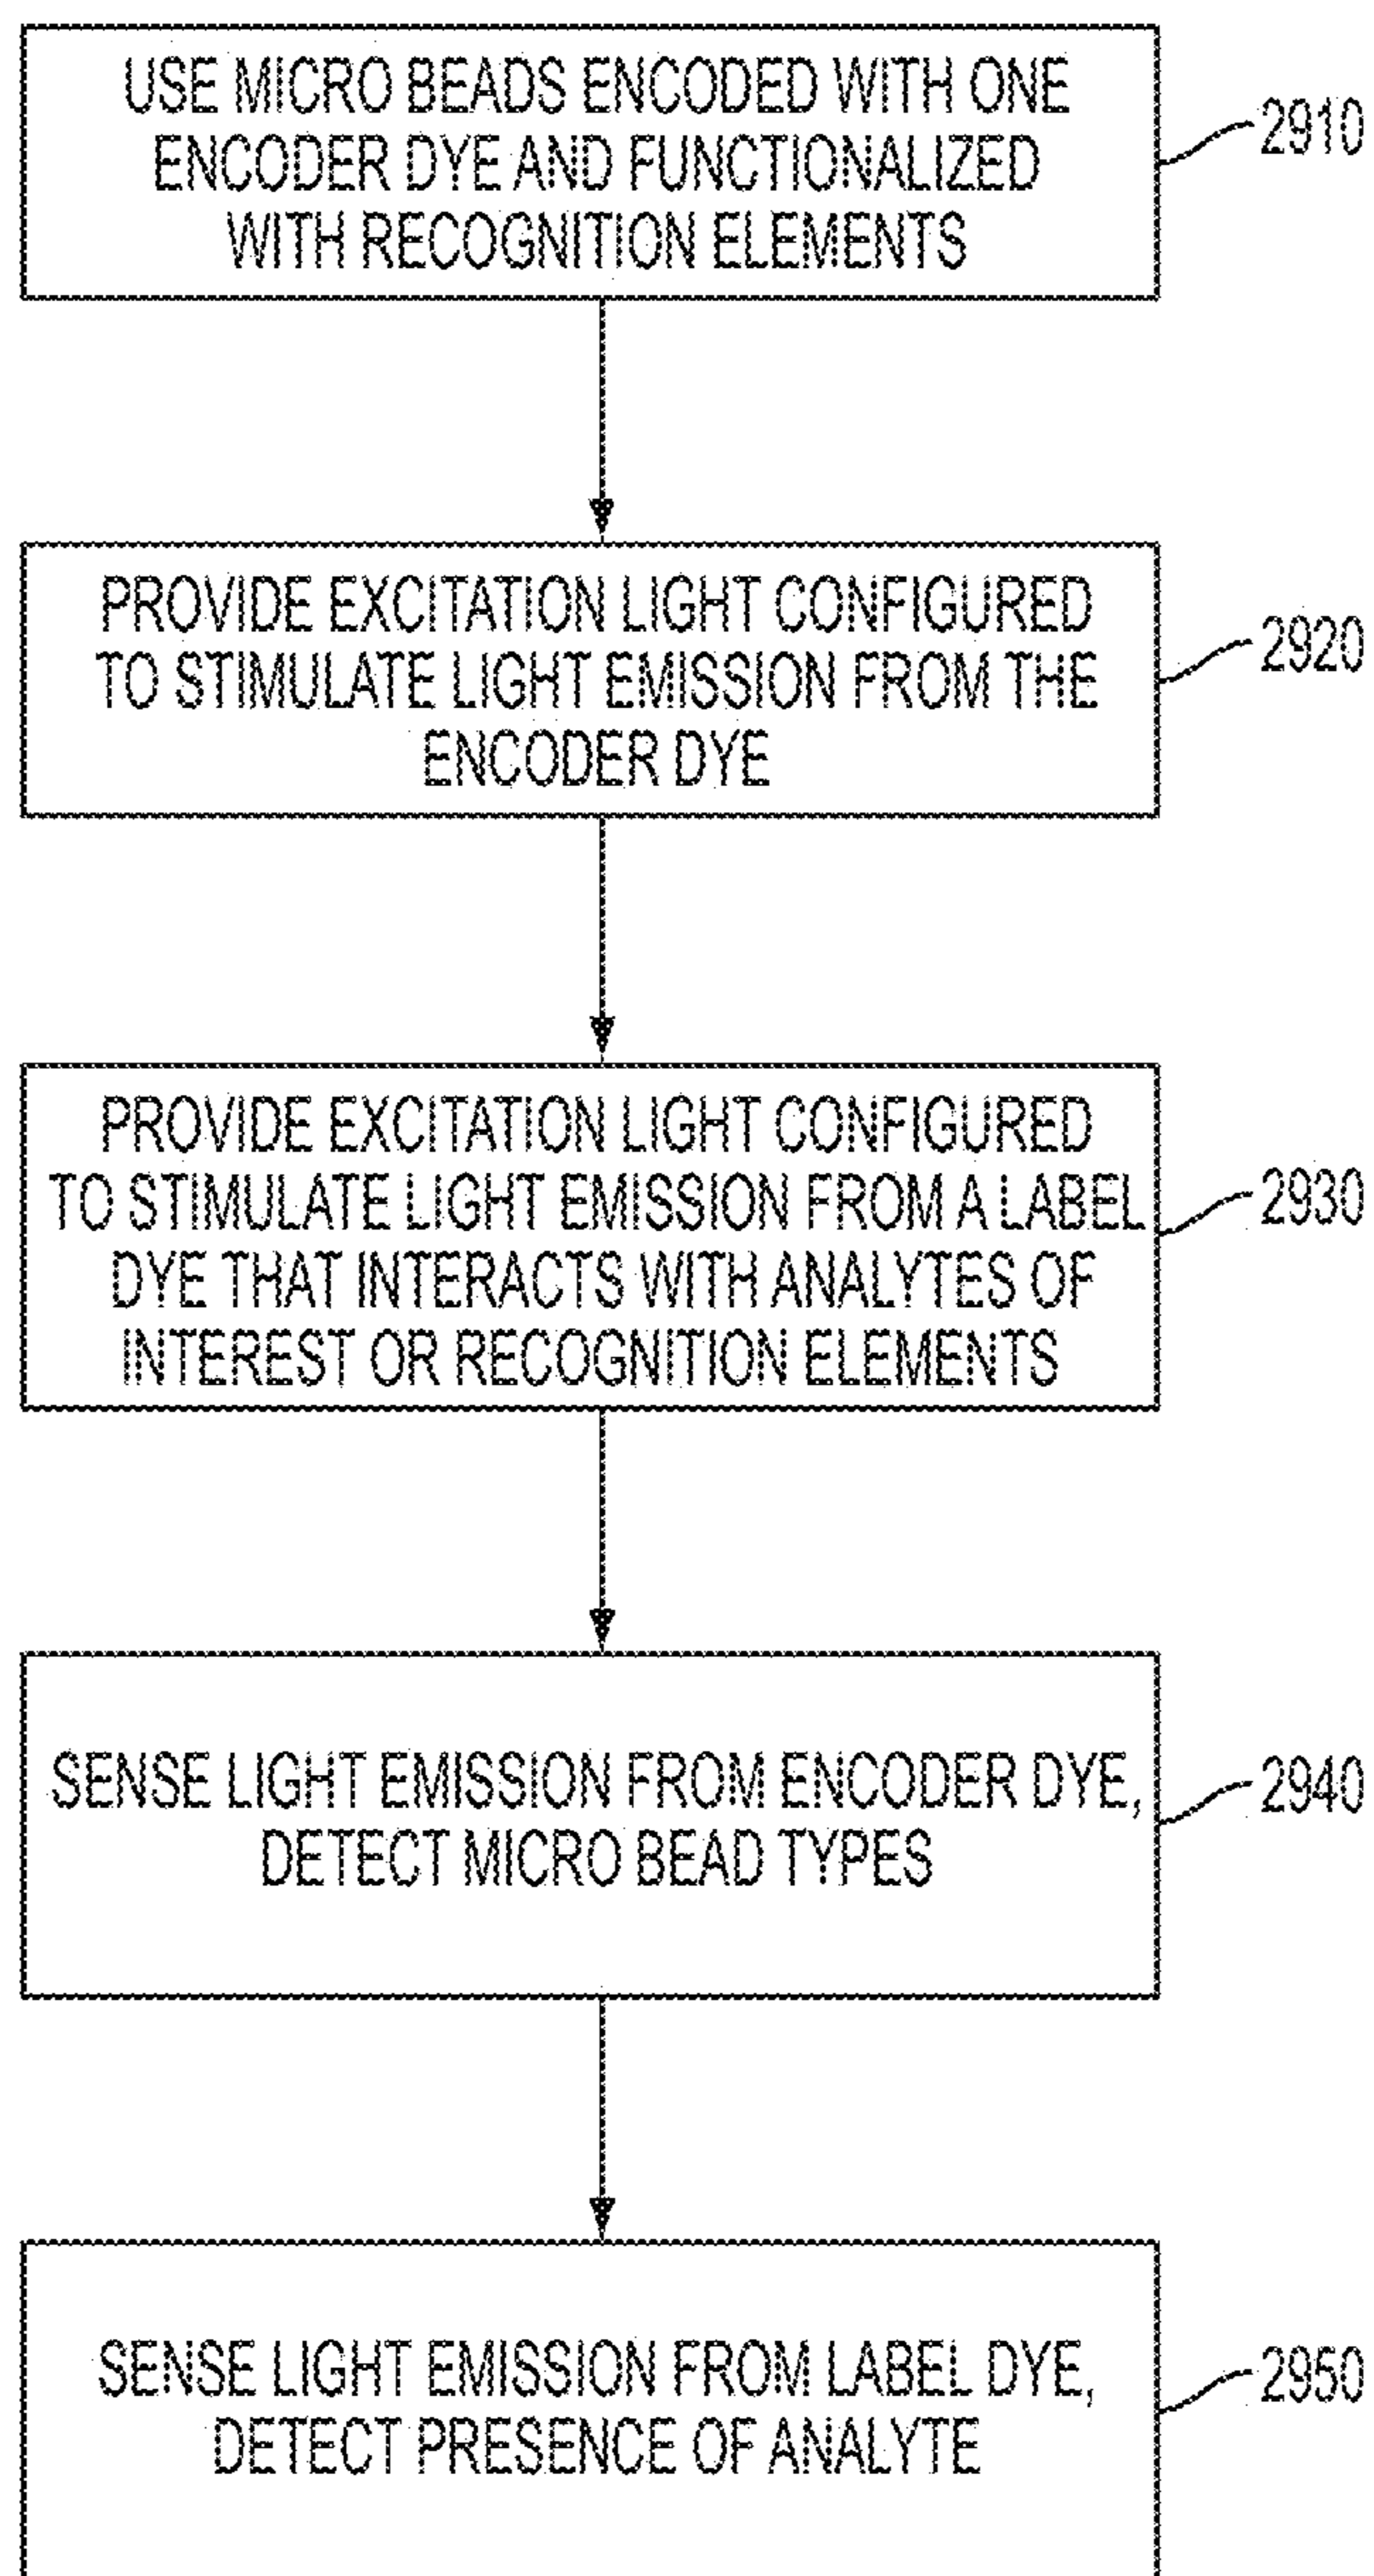 USE MICRO BEADS ENCODED WITH ONE
ENCODER DYE AND FUNCTIONALIZED
WITH RECOGNITION ELEMENTS
2910
PROVIDE EXCITATION LIGHT CONFIGURED
TO STIMULATE LIGHT EMISSION FROM THE
ENCODER DYE
2920
PROVIDE EXCITATION LIGHT CONFIGURED
TO STIMULATE LIGHT EMISSION FROM A LABEL
DYE THAT INTERACTS WITH ANALYTES OF
INTEREST OR RECOGNITION ELEMENTS
2930
SENSE LIGHT EMISSION FROM ENCODER DYE,
DETECT MICRO BEAD TYPES
2940
SENSE LIGHT EMISSION FROM LABEL DYE,
DETECT PRESENCE OF ANALYTE
2950